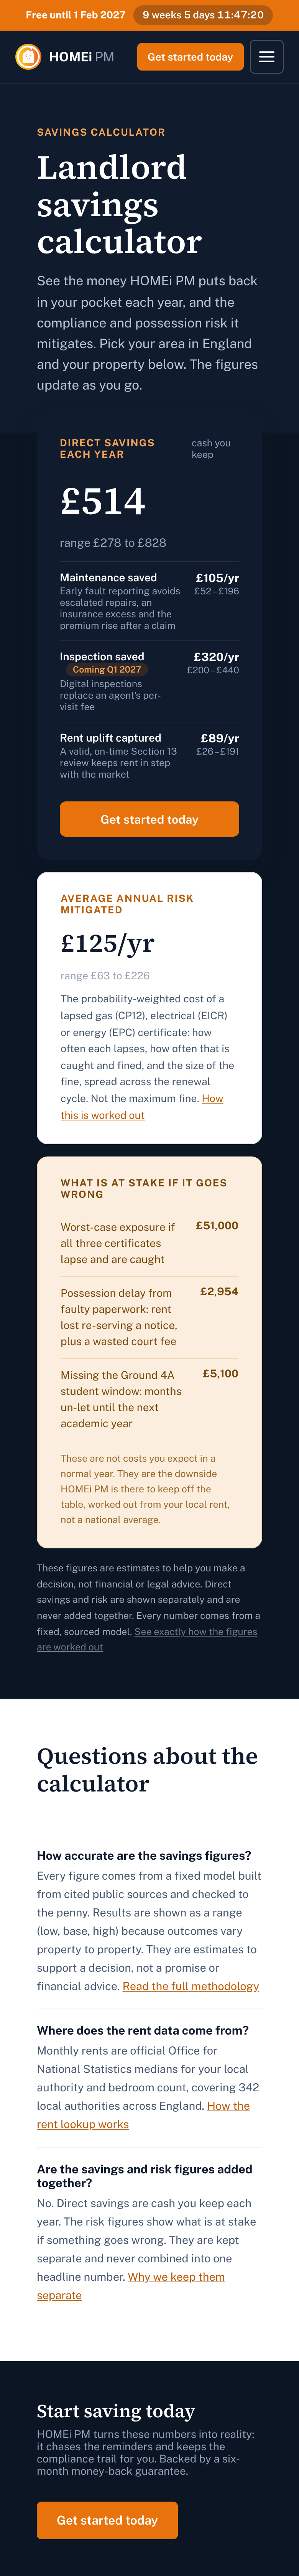 Free until 1 Feb 2027 9 weeks 5 days 11:47:20
HOMEi PM
Get started today
SAVINGS CALCULATOR
Landlord
savings
calculator
See the money HOMEi PM puts back
in your pocket each year, and the
compliance and possession risk it
mitigates. Pick your area in England
and your property below. The figures
update as you go.
DIRECT SAVINGS
EACH YEAR
cash you
keep
£514
range £278 to £828
Maintenance saved £105/yr
Early fault reporting avoids £52–£196
escalated repairs, an
insurance excess and the
premium rise after a claim
Inspection saved £320/yr
Coming Q1 2027 £200–£440
Digital inspections
replace an agent's per-
visit fee
Rent uplift captured £89/yr
A valid, on-time Section 13 £26–£191
review keeps rent in step
with the market
Get started today
AVERAGE ANNUAL RISK
MITIGATED
£125/yr
range £63 to £226
The probability-weighted cost of a
lapsed gas (CP12), electrical (EICR)
or energy (EPC) certificate: how
often each lapses, how often that is
caught and fined, and the size of the
fine, spread across the renewal
cycle. Not the maximum fine. How
this is worked out
WHAT IS AT STAKE IF IT GOES
WRONG
Worst-case exposure if £51,000
all three certificates
lapse and are caught
Possession delay from £2,954
faulty paperwork: rent
lost re-serving a notice,
plus a wasted court fee
Missing the Ground 4A £5,100
student window: months
un-let until the next
academic year
These are not costs you expect in a
normal year. They are the downside
HOMEi PM is there to keep off the
table, worked out from your local rent,
not a national average.
These figures are estimates to help you make a
decision, not financial or legal advice. Direct
savings and risk are shown separately and are
never added together. Every number comes from a
fixed, sourced model. See exactly how the figures
are worked out
Questions about the
calculator
How accurate are the savings figures?
Every figure comes from a fixed model built
from cited public sources and checked to
the penny. Results are shown as a range
(low, base, high) because outcomes vary
property to property. They are estimates to
support a decision, not a promise or
financial advice. Read the full methodology
Where does the rent data come from?
Monthly rents are official Office for
National Statistics medians for your local
authority and bedroom count, covering 342
local authorities across England. How the
rent lookup works
Are the savings and risk figures added
together?
No. Direct savings are cash you keep each
year. The risk figures show what is at stake
if something goes wrong. They are kept
separate and never combined into one
headline number. Why we keep them
separate
Start saving today
HOMEi PM turns these numbers into reality:
it chases the reminders and keeps the
compliance trail for you. Backed by a six-
month money-back guarantee.
Get started today